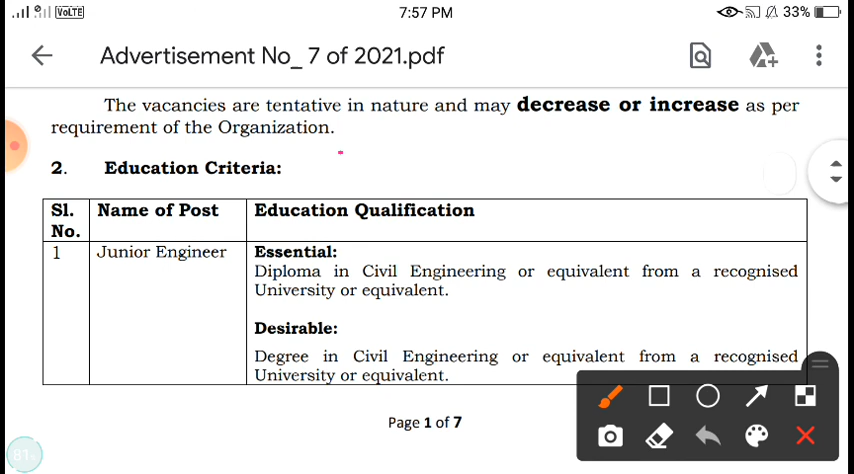 VoLTE 7:57 PM 33%
Advertisement No_ 7 of 2021.pdf
The vacancies are tentative in nature and may decrease or increase as per
requirement of the Organization.
2. Education Criteria:
Sl. No. Name of Post Education Qualification
1 Junior Engineer Essential:
Diploma in Civil Engineering or equivalent from a recognised
University or equivalent.
Desirable:
Degree in Civil Engineering or equivalent from a recognised
University or equivalent.
Page 1 of 7